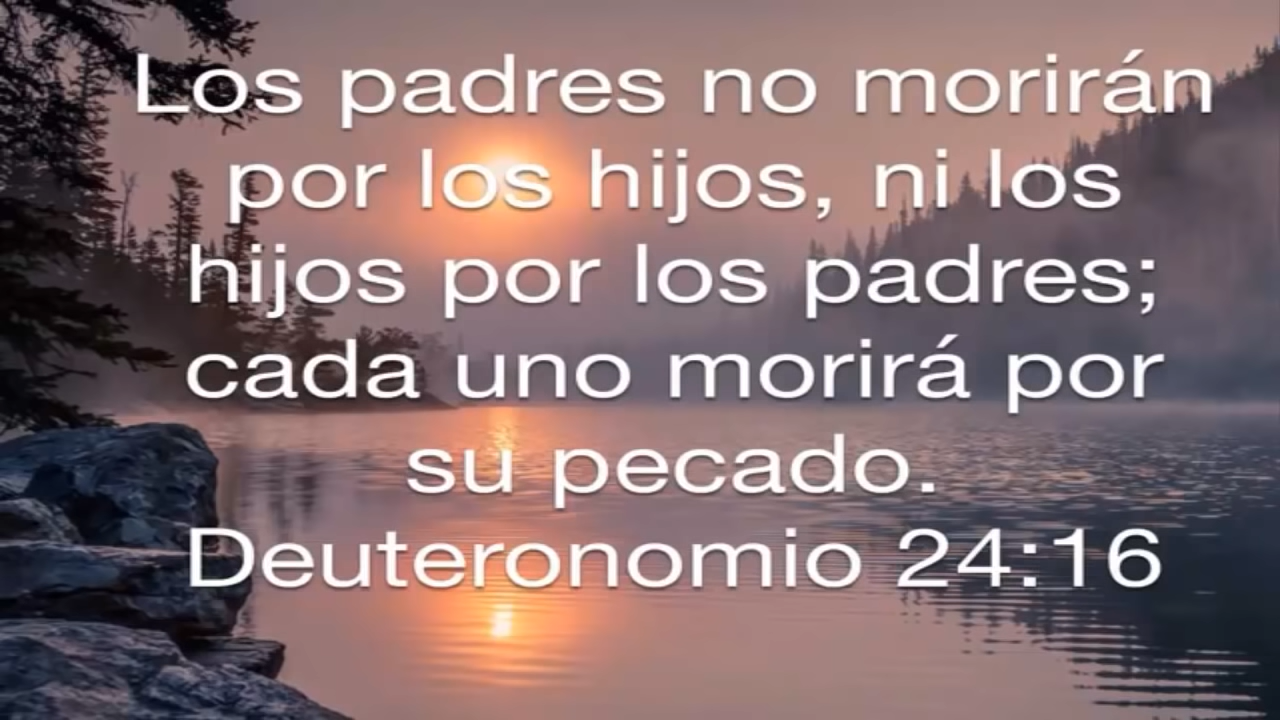 Los padres no morirán
por los hijos, ni los
hijos por los padres;
cada uno morirá por
su pecado.
Deuteronomio 24:16